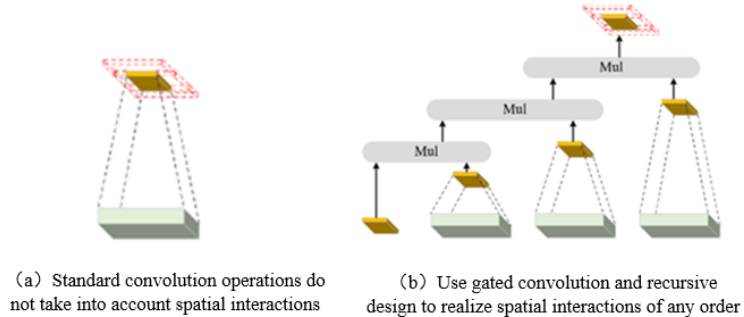 Mul
Mul
Mul
（a）Standard convolution operations do
not take into account spatial interactions
（b）Use gated convolution and recursive
design to realize spatial interactions of any order